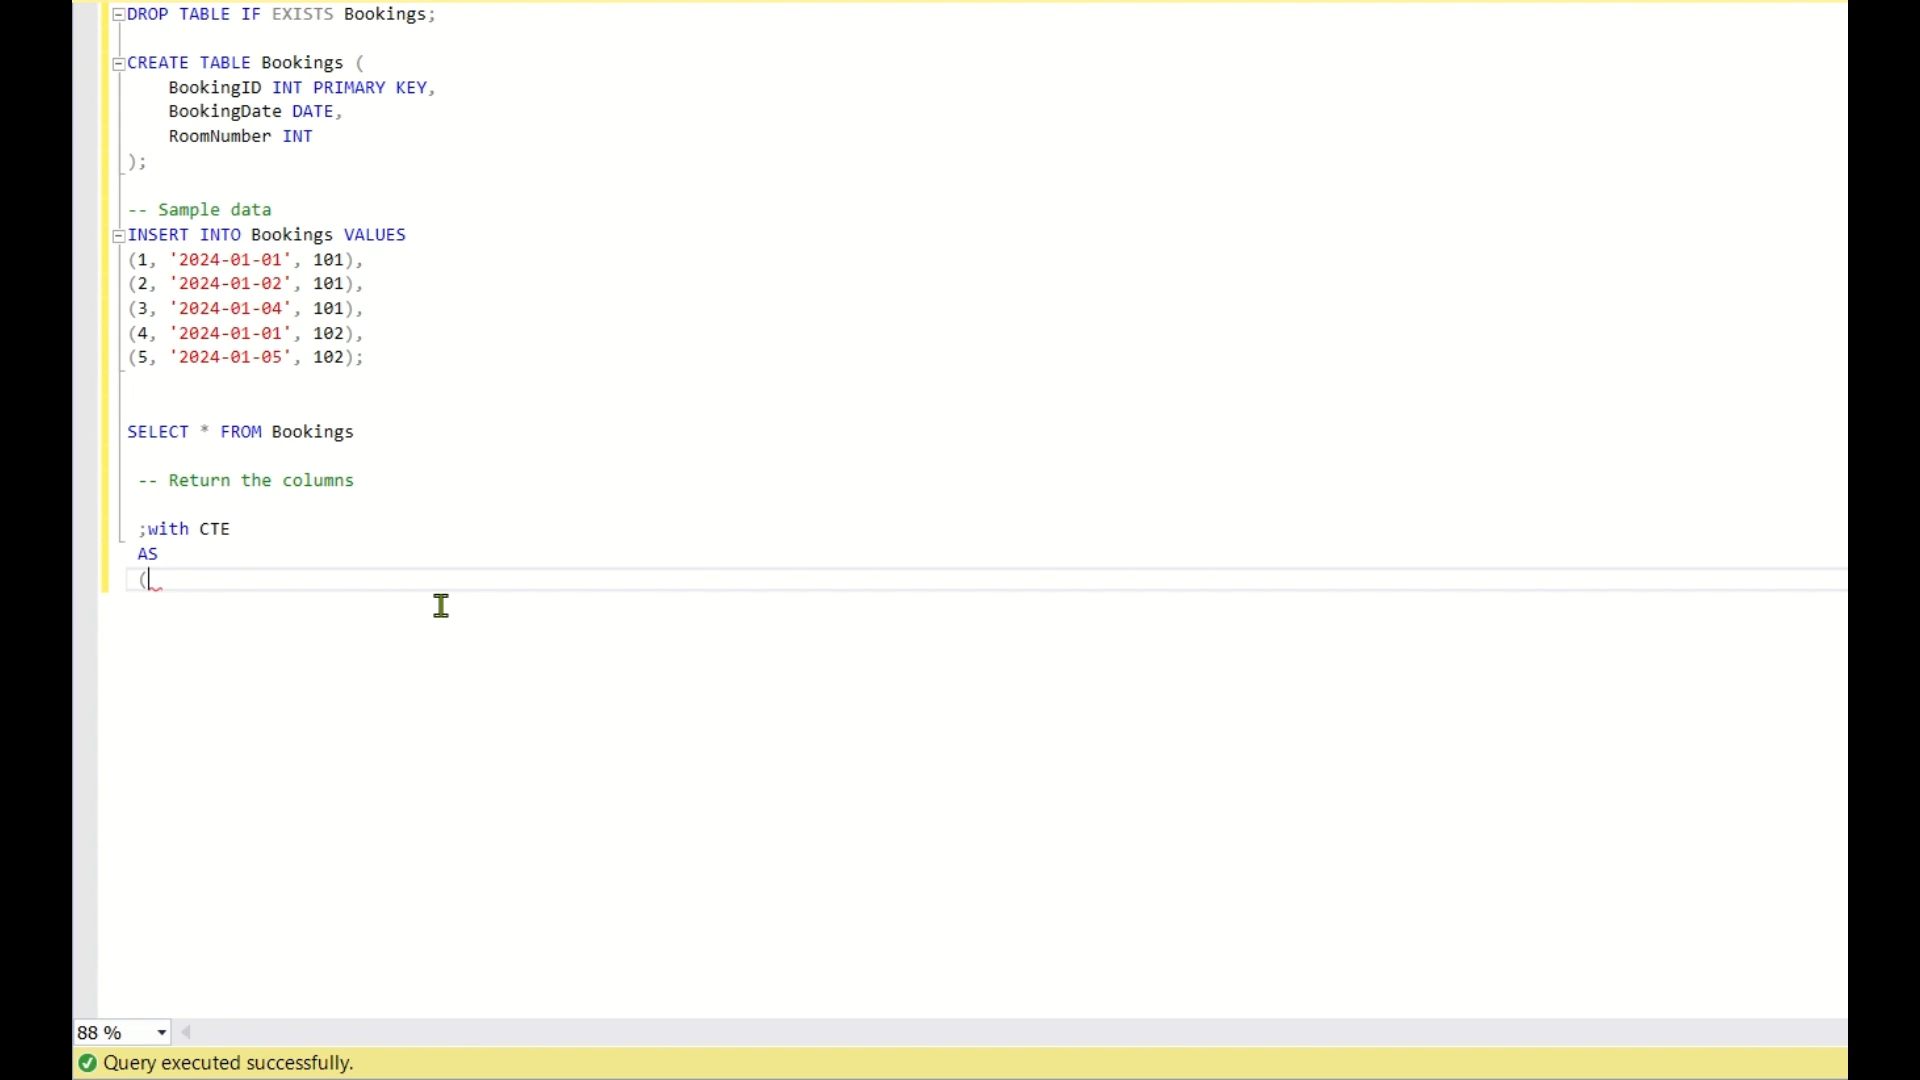 DROP TABLE IF EXISTS Bookings;
CREATE TABLE Bookings (
    BookingID INT PRIMARY KEY,
    BookingDate DATE,
    RoomNumber INT
);
-- Sample data
INSERT INTO Bookings VALUES
(1, '2024-01-01', 101),
(2, '2024-01-02', 101),
(3, '2024-01-04', 101),
(4, '2024-01-01', 102),
(5, '2024-01-05', 102);
SELECT * FROM Bookings
-- Return the columns
;with CTE
AS
(
88 %
Query executed successfully.